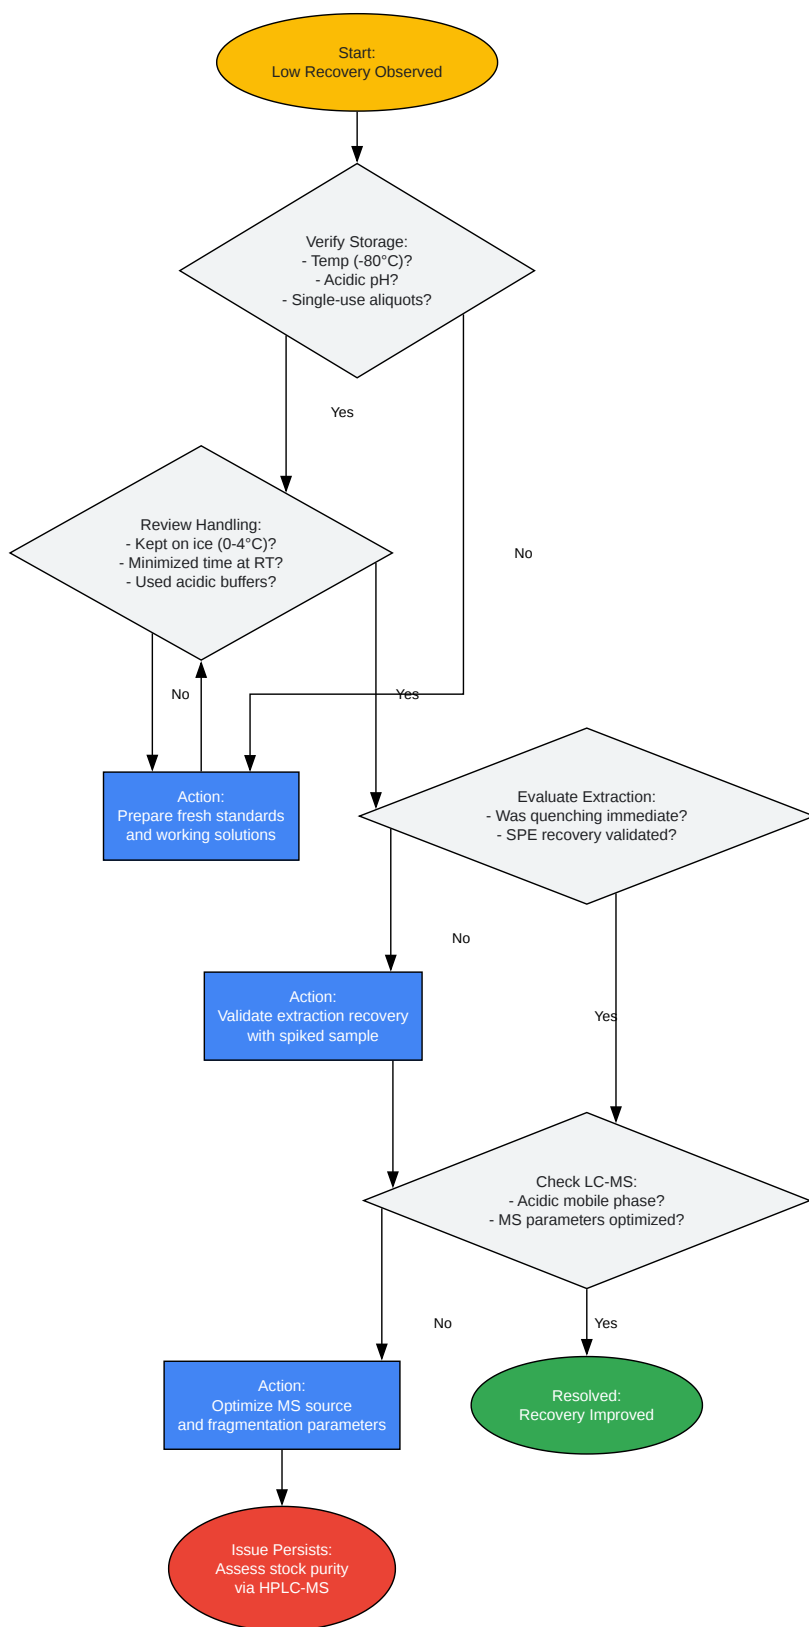 Start:
Low Recovery Observed
Verify Storage:
- Temp (-80°C)?
- Acidic pH?
- Single-use aliquots?
Yes
Review Handling:
- Kept on ice (0-4°C)?
- Minimized time at RT?
- Used acidic buffers?
No
No
Yes
Action:
Prepare fresh standards
and working solutions
Evaluate Extraction:
- Was quenching immediate?
- SPE recovery validated?
No
Action:
Validate extraction recovery
with spiked sample
Yes
Check LC-MS:
- Acidic mobile phase?
- MS parameters optimized?
No
Yes
Action:
Optimize MS source
and fragmentation parameters
Resolved:
Recovery Improved
Issue Persists:
Assess stock purity
via HPLC-MS